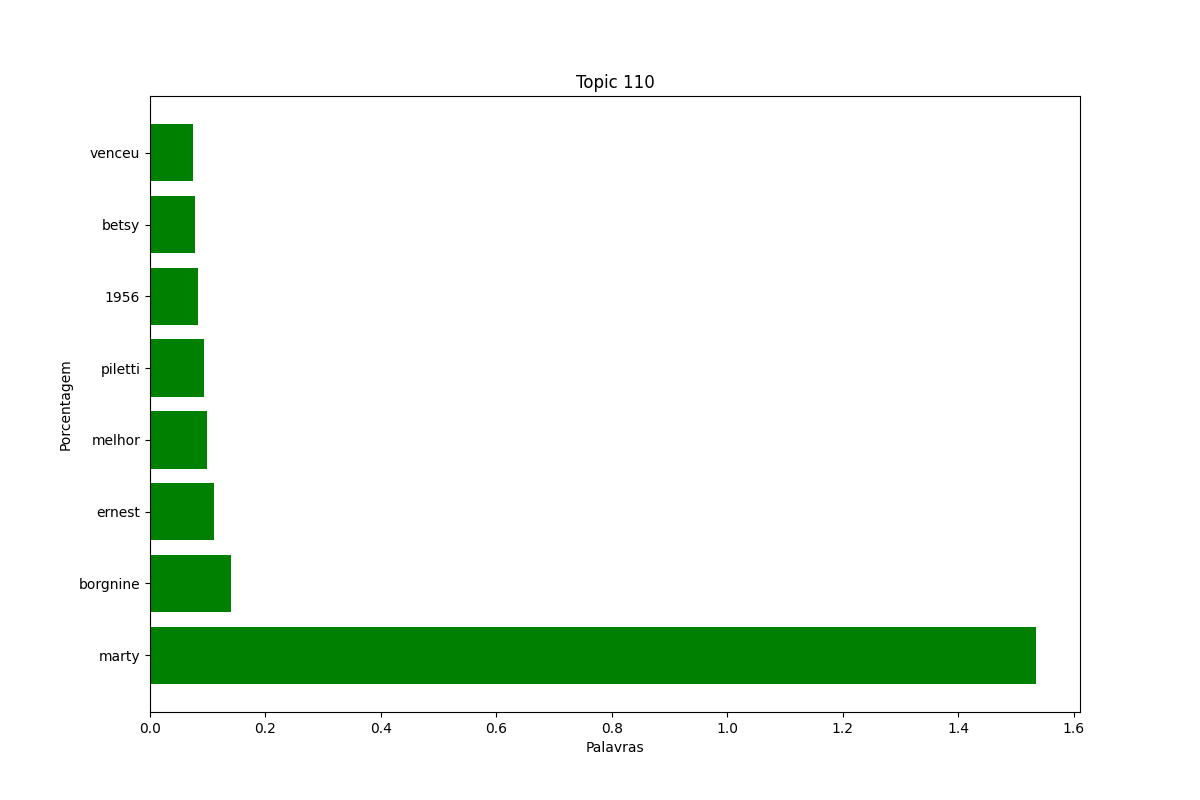 Topic 110
venceu
betsy
1956
piletti
melhor
ernest
borgnine
marty
Porcentagem
0.0 0.2 0.4 0.6 0.8 1.0 1.2 1.4 1.6
Palavras